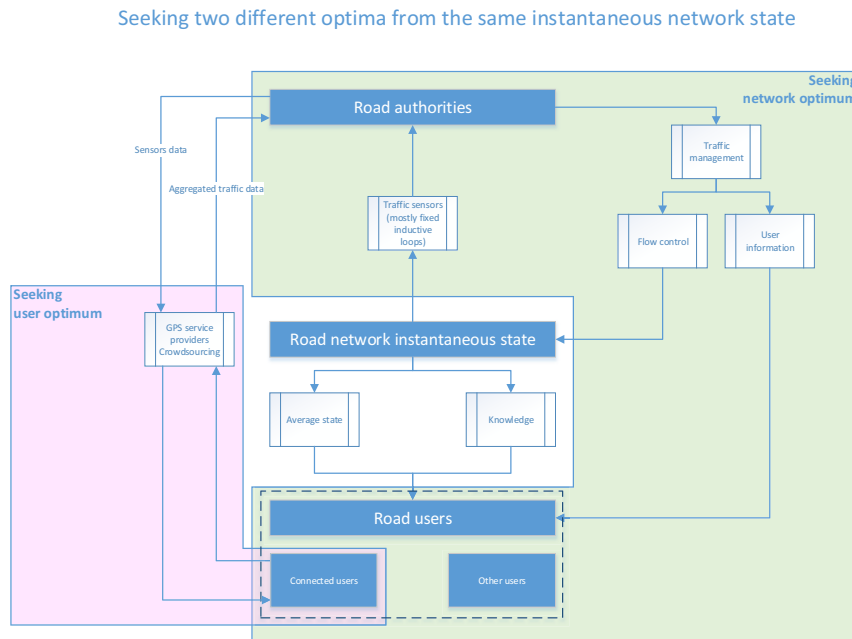 Seeking two different optima from the same instantaneous network state
Seeking
network optimum
Road authorities
Traffic
management
Sensors data
Aggregated traffic data
Traffic sensors
(mostly fixed
inductive
loops)
Flow control
User
information
Seeking
user optimum
GPS service
providers
Crowdsourcing
Road network instantaneous state
Average state
Knowledge
Road users
Connected users
Other users